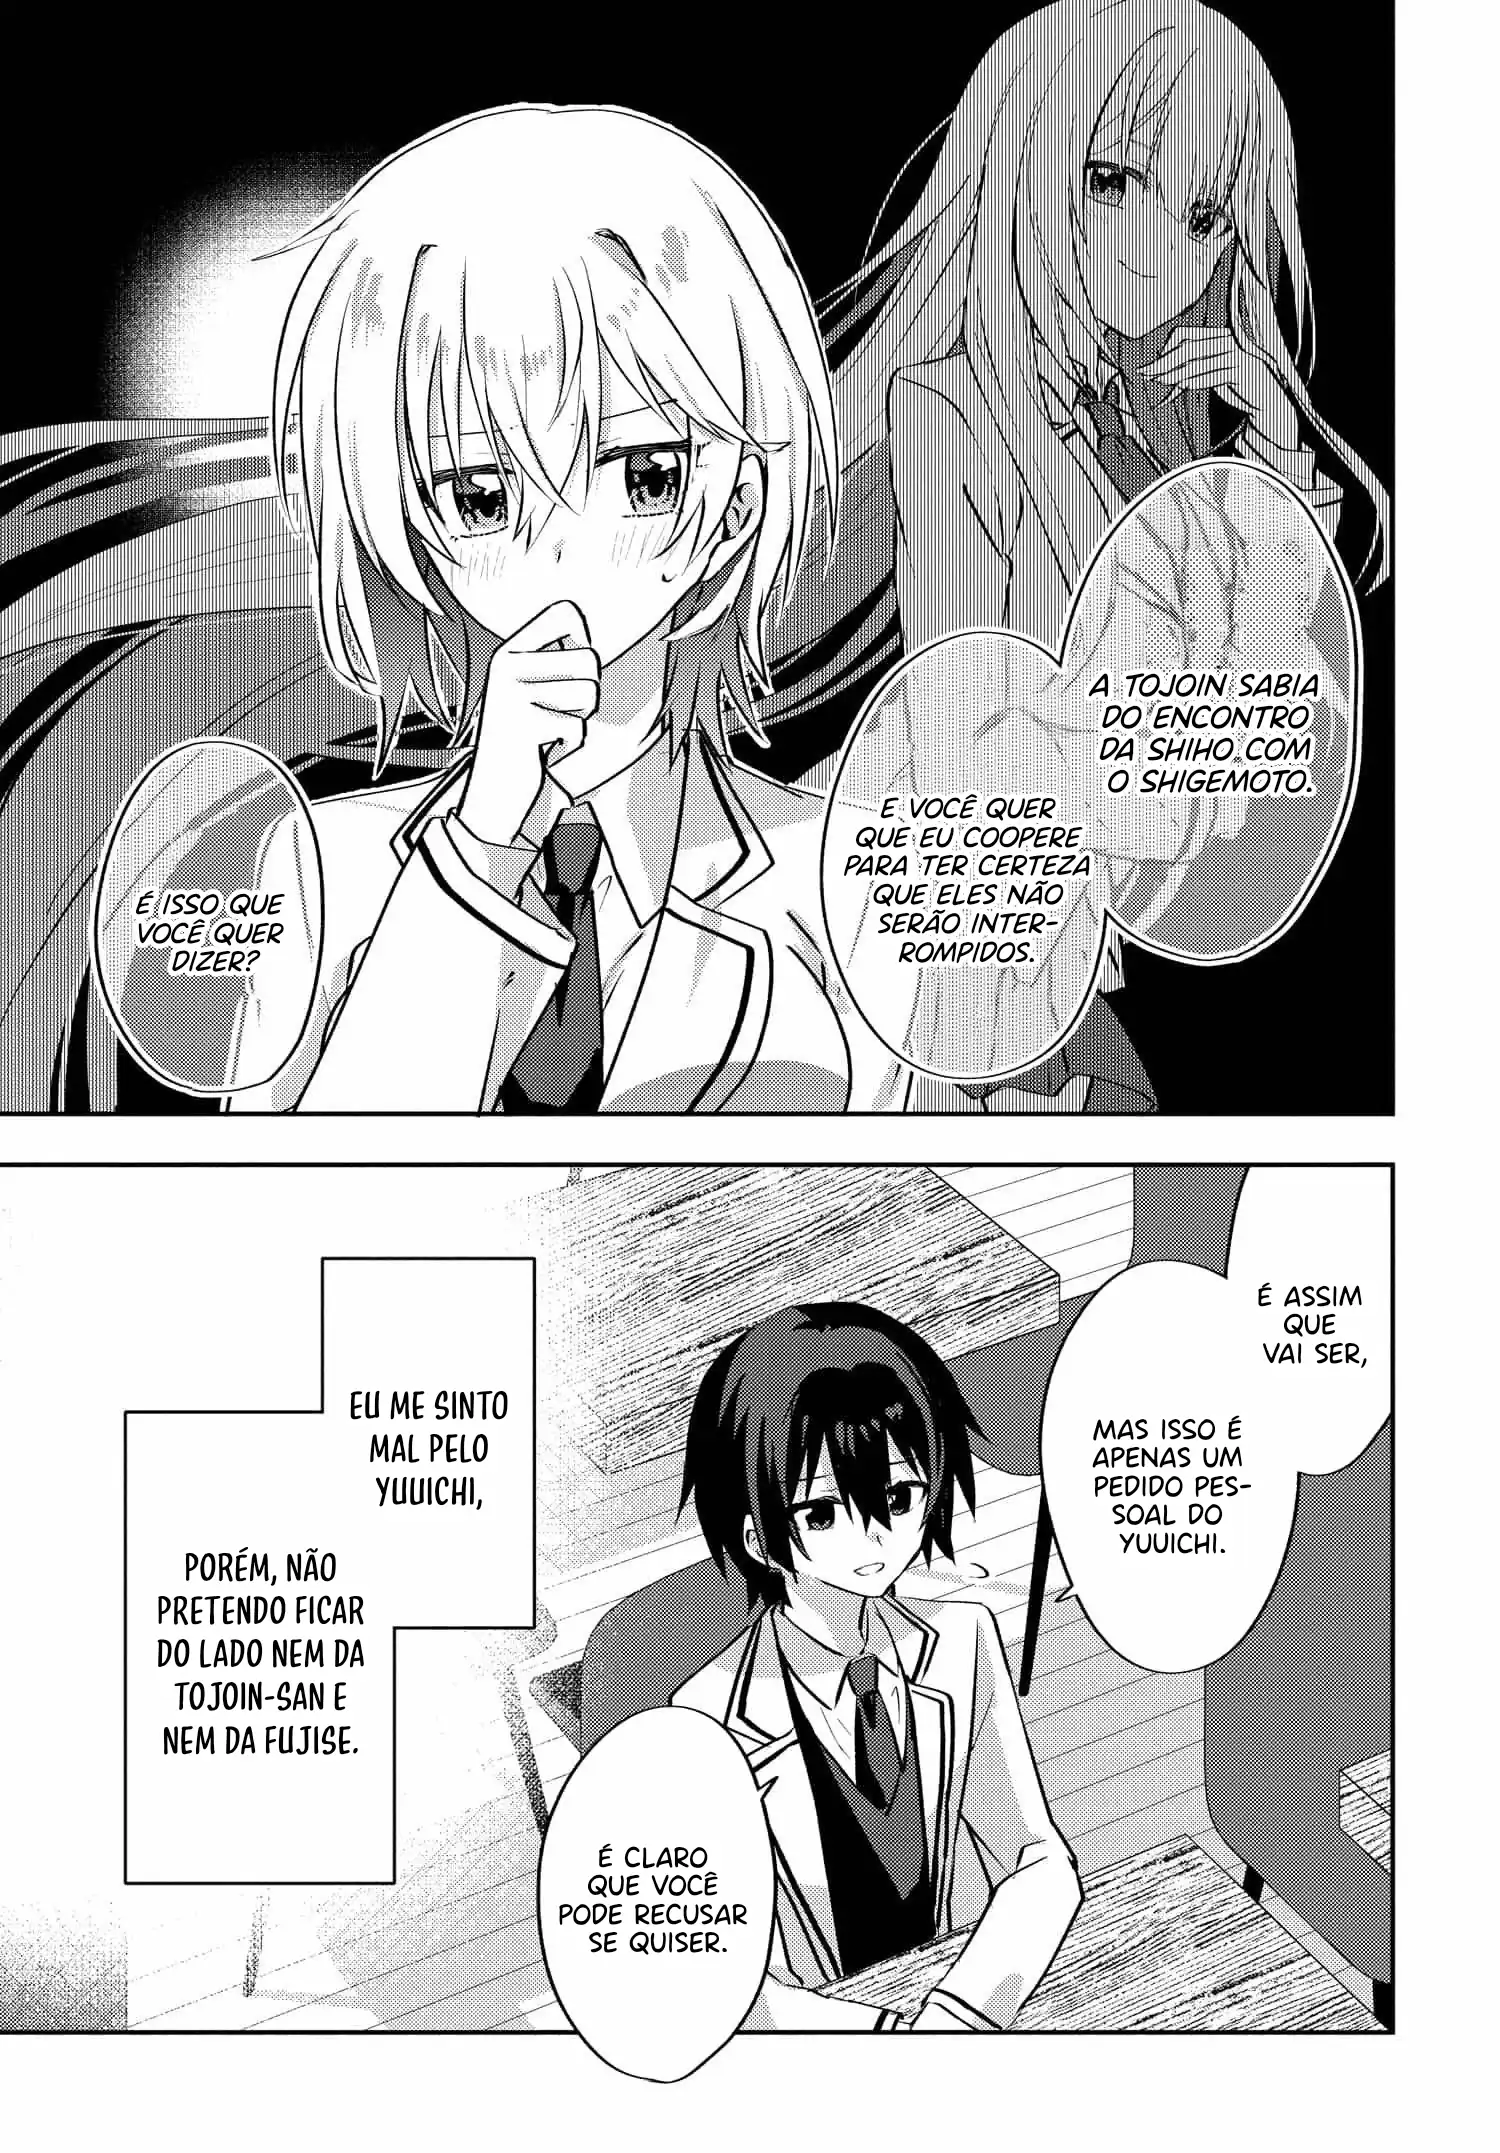 A TOJOIN SABIA
DO ENCONTRO
DA SHIHO COM
O SHIGEMOTO.
E VOCÊ QUER
QUE EU COOPERE
PARA TER CERTEZA
QUE ELES NÃO
SERÃO INTER-
ROMPIDOS.
É ISSO QUE
VOCÊ QUER
DIZER?
É ASSIM
QUE
VAI SER,
MAS ISSO É
APENAS UM
PEDIDO PES-
SOAL DO
YUUICHI.
EU ME SINTO
MAL PELO
YUUICHI,
PORÉM, NÃO
PRETENDO FICAR
DO LADO NEM DA
TOJOIN-SAN E
NEM DA FUJISE.
É CLARO
QUE VOCÊ
PODE RECUSAR
SE QUISER.